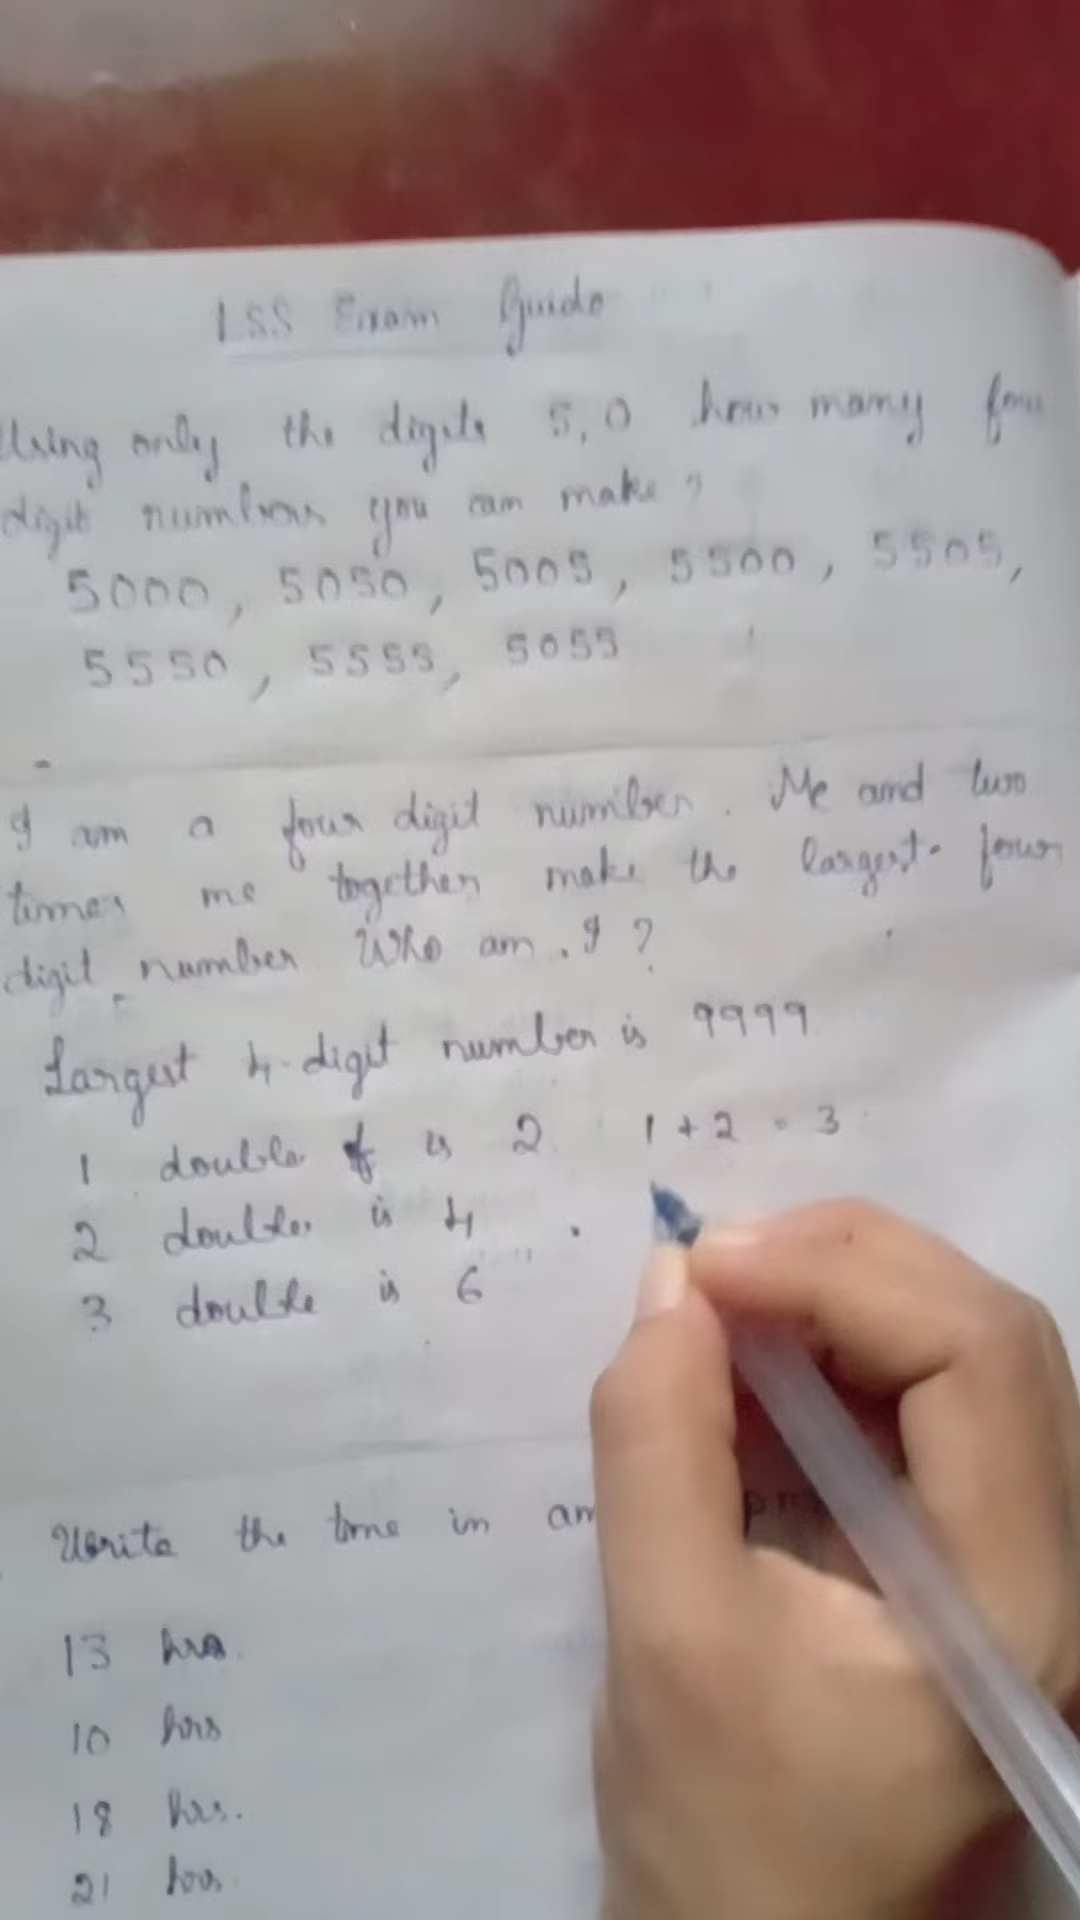 LSS Exam Guide
Using only the digits 5,0 how many four
digit numbers you can make?
5000, 5050, 5005, 5500, 5505,
5550, 5555, 5055
I am a four digit number. Me and two
times me together make the largest four
digit number. Who am I?
Largest 4-digit number is 9999
1 double is 2 1 + 2 = 3
2 double is 4
3 double is 6
Write the time in am
13 hrs.
10 hrs
18 hrs.
21 hrs.